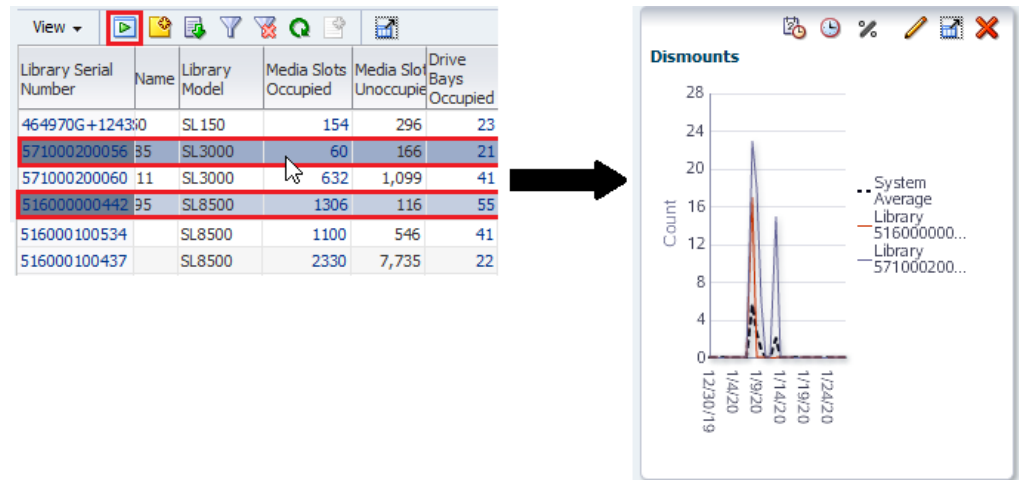 View
Library Serial Number Name Library Model Media Slots Occupied Media Slot Unoccupie Drive Bays Occupied
464970G+1243 50 SL150 154 296 23
571000200056 35 SL3000 60 166 21
571000200060 11 SL3000 632 1,099 41
516000000442 95 SL8500 1306 116 55
516000100534 SL8500 1100 546 41
516000100437 SL8500 2330 7,735 22
Dismounts
28
24
20
16
12
8
4
0
Count
12/30/19
1/4/20
1/9/20
1/14/20
1/19/20
1/24/20
System
Average
Library
516000000...
Library
571000200...